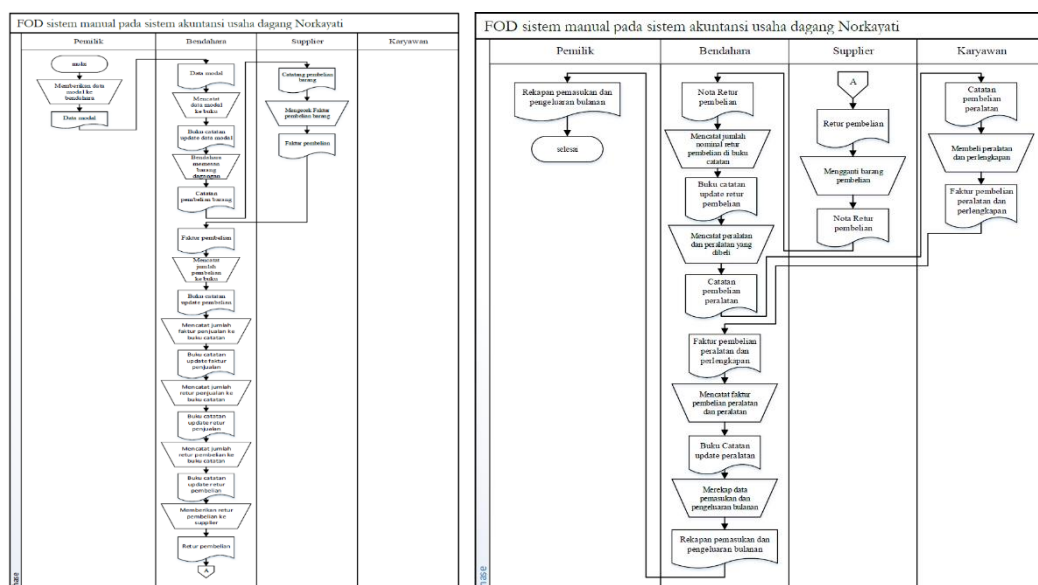 FOD sistem manual pada sistem akuntansi usaha dagang Norkayati
Pemilik
Bendahara
Supplier
Karyawan
mulai
Memberikan data
modal ke
bendahara
Data modal
Data modal
Mencatat
data modal
ke buku
Buku catatan
update data modal
Bendahara
memesan
barang
dagangan
Catatan
pembelian barang
Catatang pembelian
barang
Mengecek Faktur
pembelian barang
Faktur pembelian
Faktur pembelian
Mencatat
jumlah
pembelian
ke buku
Buku catatan
update pembelian
Mencatat jumlah
faktur penjualan ke
buku catatan
Buku catatan
update faktur
penjualan
Mencatat jumlah
retur penjualan ke
buku catatan
Buku catatan
update retur
penjualan
Mencatat jumlah
retur pembelian ke
buku catatan
Buku catatan
update retur
pembelian
Memberikan retur
pembelian ke
supplier
Retur pembelian
A
hase
FOD sistem manual pada sistem akuntansi usaha dagang Norkayati
Pemilik
Bendahara
Supplier
Karyawan
Rekapan pemasukan dan
pengeluaran bulanan
selesai
Nota Retur
pembelian
Mencatat jumlah
nominal retur
pembelian di buku
catatan
Buku catatan
update retur
pembelian
Mencatat peralatan
dan peralatan yang
dibeli
Catatan
pembelian
peralatan
A
Retur pembelian
Mengganti barang
pembelian
Nota Retur
pembelian
Catatan
pembelian
peralatan
Membeli peralatan
dan perlengkapan
Faktur pembelian
peralatan dan
perlengkapan
Faktur pembelian
peralatan dan
perlengkapan
Mencatat faktur
pembelian peralatan
dan peralatan
Buku Catatan
update peralatan
Merekap data
pemasukan dan
pengeluaran bulanan
Rekapan pemasukan dan
pengeluaran bulanan
hase